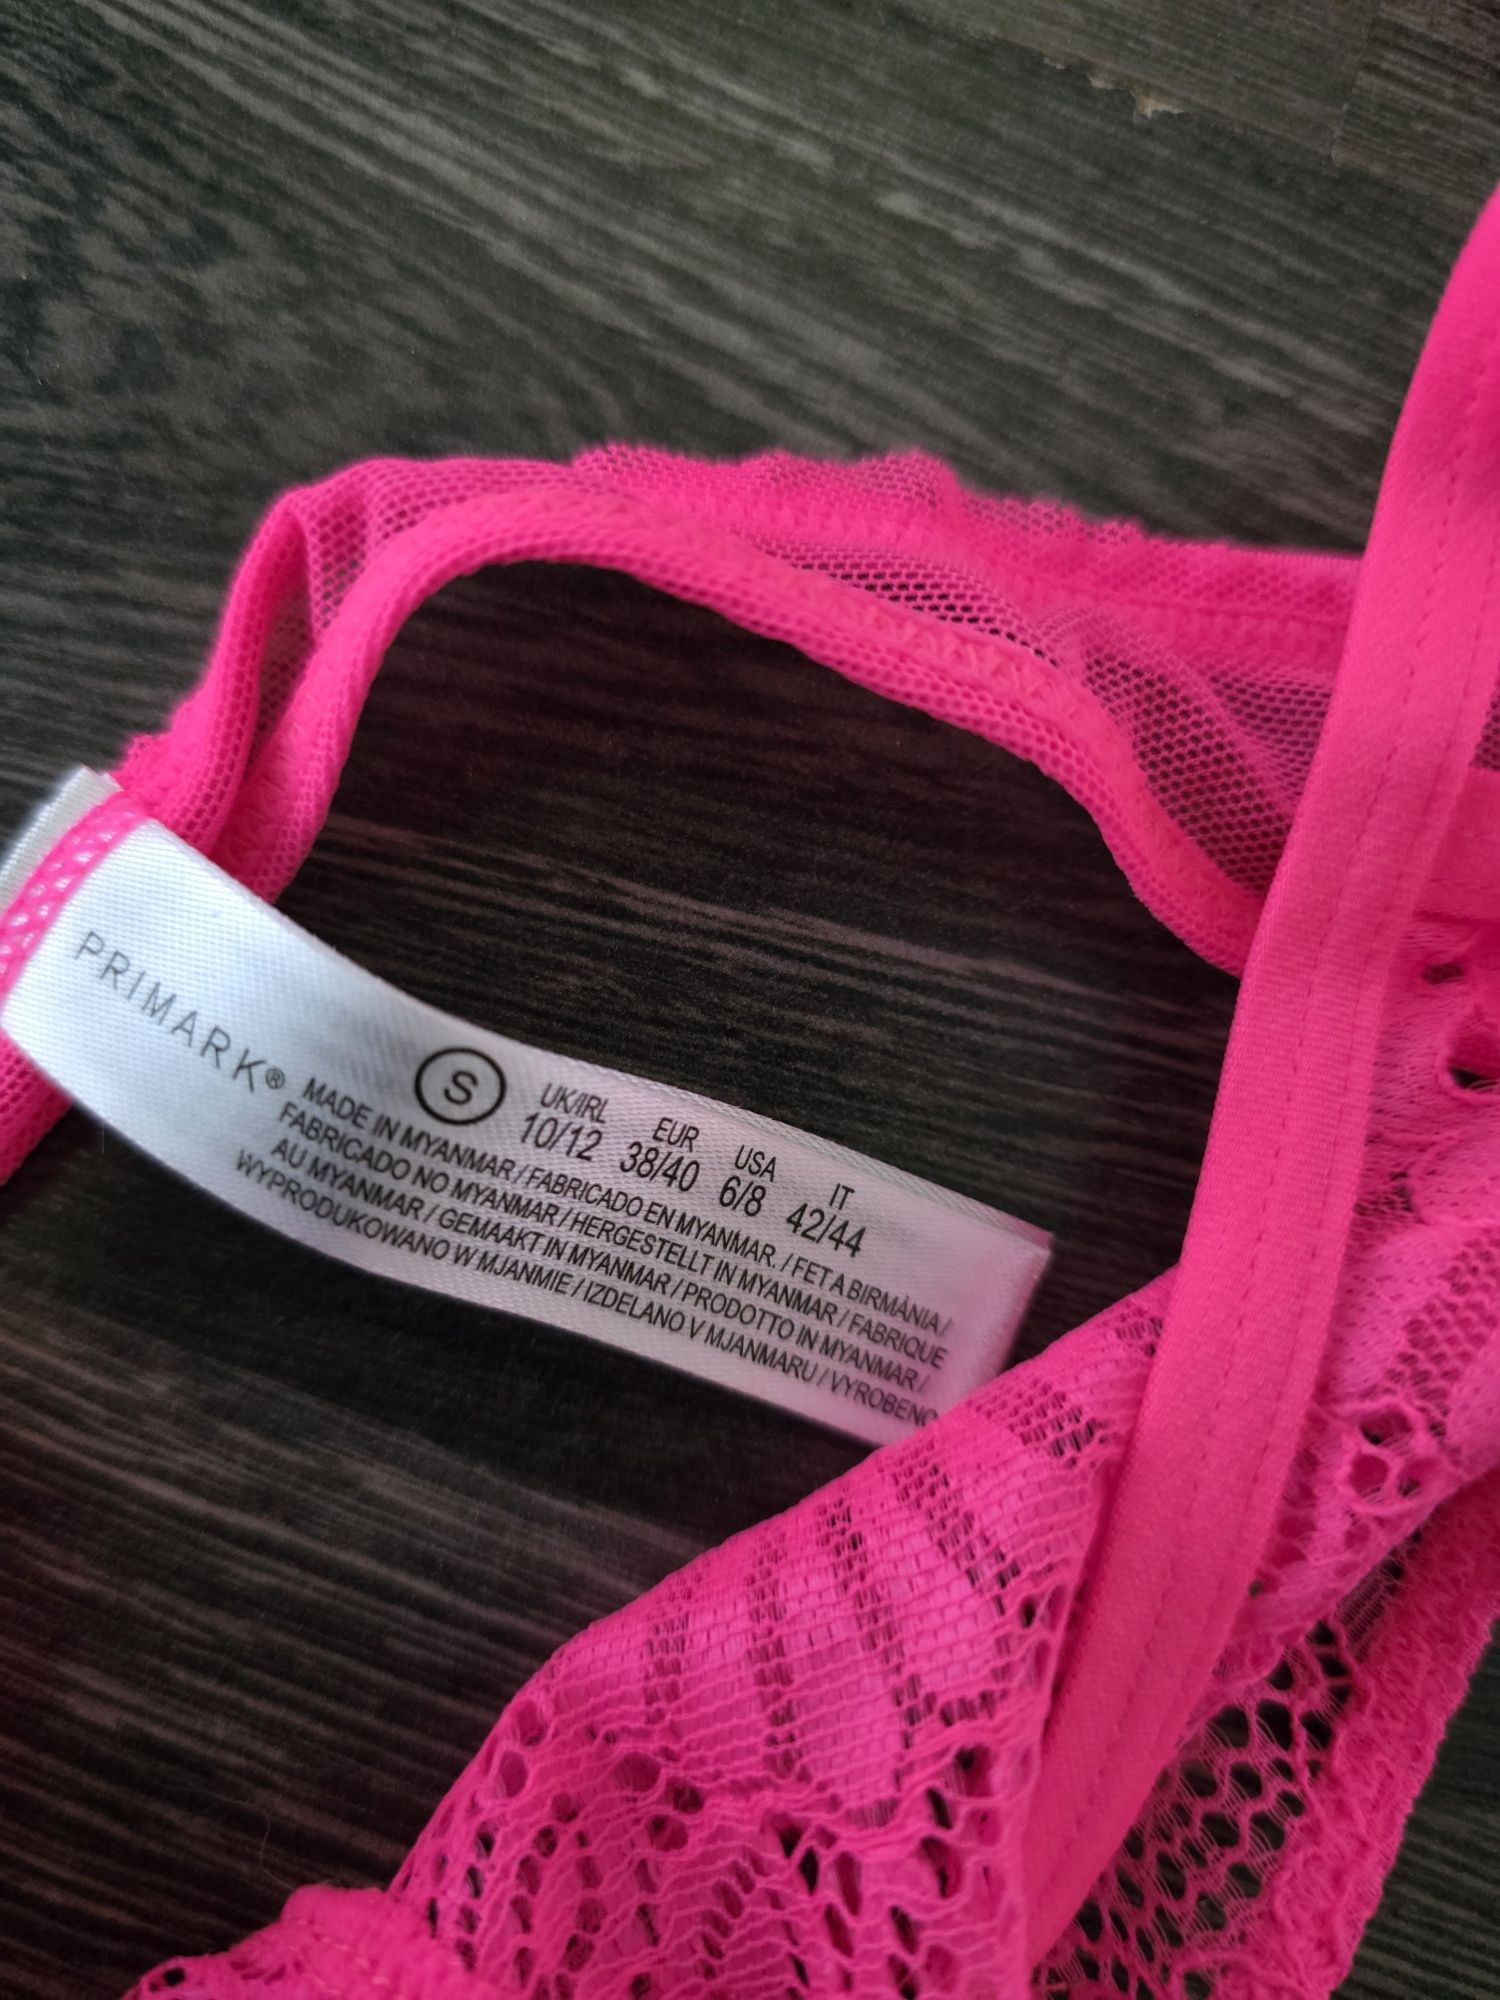 PRIMARK®
S
UK/IRL EUR USA IT
10/12 38/40 6/8 42/44
MADE IN MYANMAR / FABRICADO EN MYANMAR. / FET A BIRMÀNIA /
FABRICADO NO MYANMAR / HERGESTELLT IN MYANMAR / FABRIQUE
AU MYANMAR / GEMAAKT IN MYANMAR / PRODOTTO IN MYANMAR /
WYPRODUKOWANO W MJANMIE / IZDELANO V MJANMARU / VYROBENO